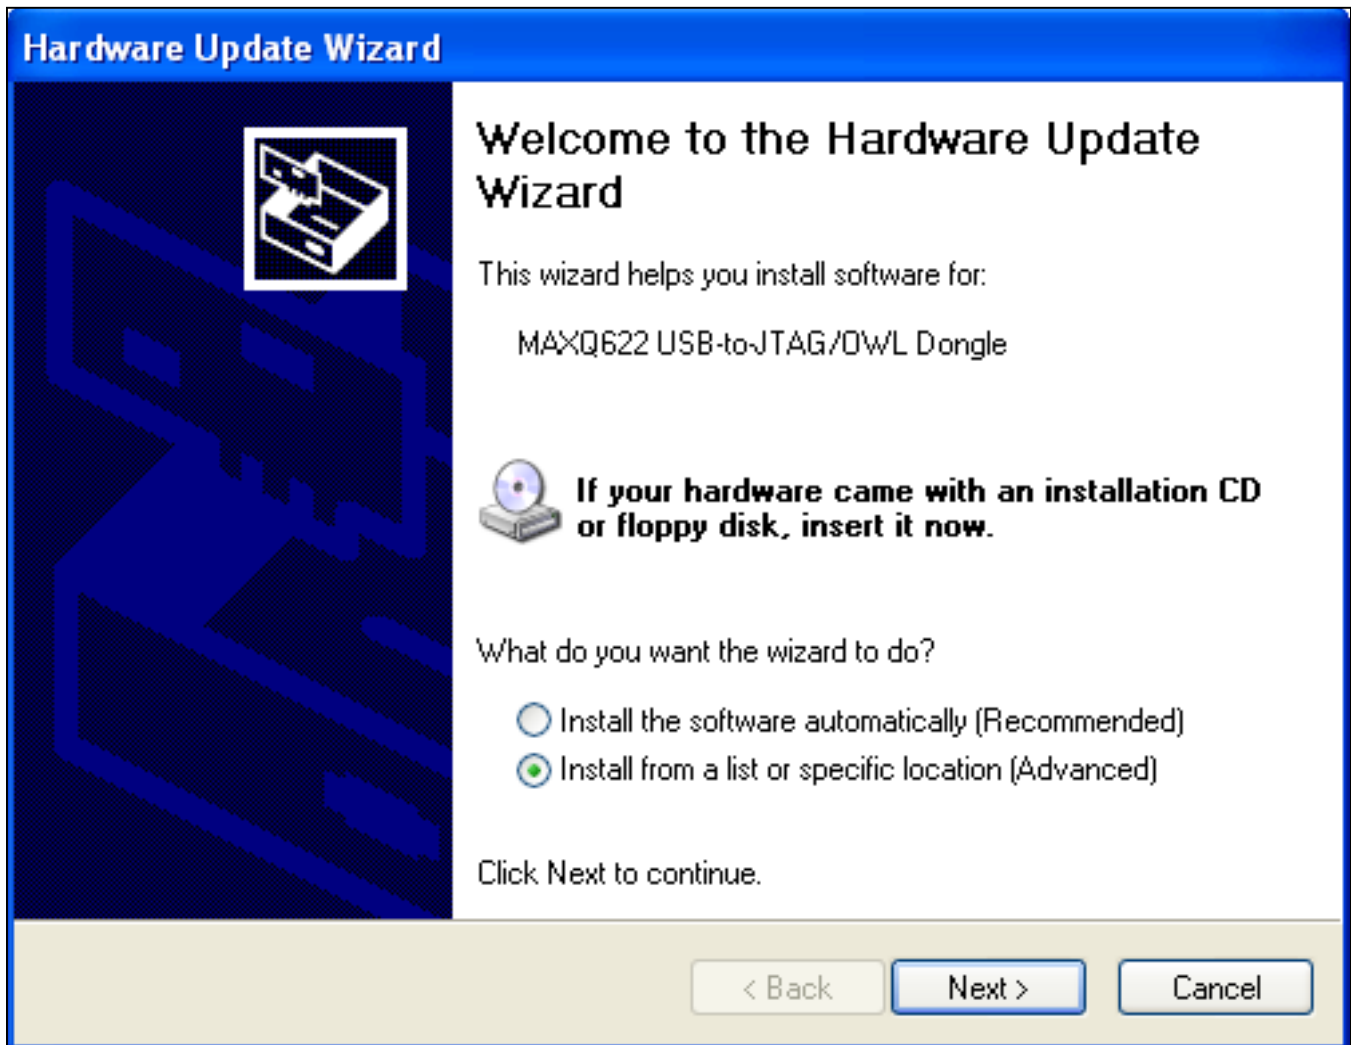 Hardware Update Wizard
Welcome to the Hardware Update
Wizard
This wizard helps you install software for:
MAXQ622 USB-to-JTAG/OWL Dongle
If your hardware came with an installation CD
or floppy disk, insert it now.
What do you want the wizard to do?
Install the software automatically (Recommended)
Install from a list or specific location (Advanced)
Click Next to continue.
< Back
Next >
Cancel